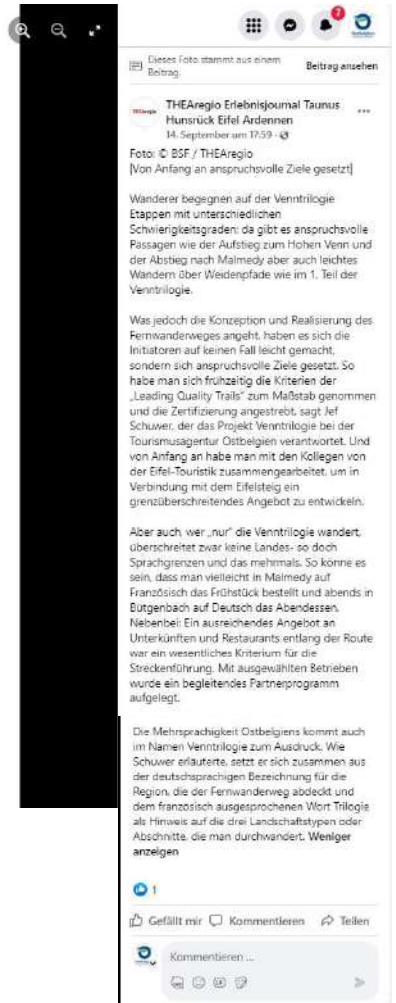 7
Dieses Foto stammt aus einem
Beitrag.
Beitrag ansehen
THEAregio
THEAregio Erlebnisjournal Taunus
Hunsrück Eifel Ardennen
14. September um 17:59
Foto: © BSF / THEAregio
[Von Anfang an anspruchsvolle Ziele gesetzt]
Wanderer begegnen auf der Venntrilogie
Etappen mit unterschiedlichen
Schwierigkeitsgraden: da gibt es anspruchsvolle
Passagen wie der Aufstieg zum Hohen Venn und
der Abstieg nach Malmedy aber auch leichtes
Wandern über Weidenpfade wie im 1. Teil der
Venntrilogie.
Was jedoch die Konzeption und Realisierung des
Fernwanderweges angeht, haben es sich die
Initiatoren auf keinen Fall leicht gemacht,
sondern sich anspruchsvolle Ziele gesetzt. So
habe man sich frühzeitig die Kriterien der
„Leading Quality Trails" zum Maßstab genommen
und die Zertifizierung angestrebt, sagt Jef
Schuwer, der das Projekt Venntrilogie bei der
Tourismusagentur Ostbelgien verantwortet. Und
von Anfang an habe man mit den Kollegen von
der Eifel-Touristik zusammengearbeitet, um in
Verbindung mit dem Eifelsteig ein
grenzüberschreitendes Angebot zu entwickeln.
Aber auch, wer „nur" die Venntrilogie wandert,
überschreitet zwar keine Landes- so doch
Sprachgrenzen und das mehrmals. So könne es
sein, dass man vielleicht in Malmedy auf
Französisch das Frühstück bestellt und abends in
Bütgenbach auf Deutsch das Abendessen.
Nebenbei: Ein ausreichendes Angebot an
Unterkünften und Restaurants entlang der Route
war ein wesentliches Kriterium für die
Streckenführung. Mit ausgewählten Betrieben
wurde ein begleitendes Partnerprogramm
aufgelegt.
Die Mehrsprachigkeit Ostbelgiens kommt auch
im Namen Venntrilogie zum Ausdruck. Wie
Schuwer erläuterte, setzt er sich zusammen aus
der deutschsprachigen Bezeichnung für die
Region, die der Fernwanderweg abdeckt und
dem französisch ausgesprochenen Wort Trilogie
als Hinweis auf die drei Landschaftstypen oder
Abschnitte, die man durchwandert. Weniger
anzeigen
1
Gefällt mir Kommentieren Teilen
Kommentieren ...